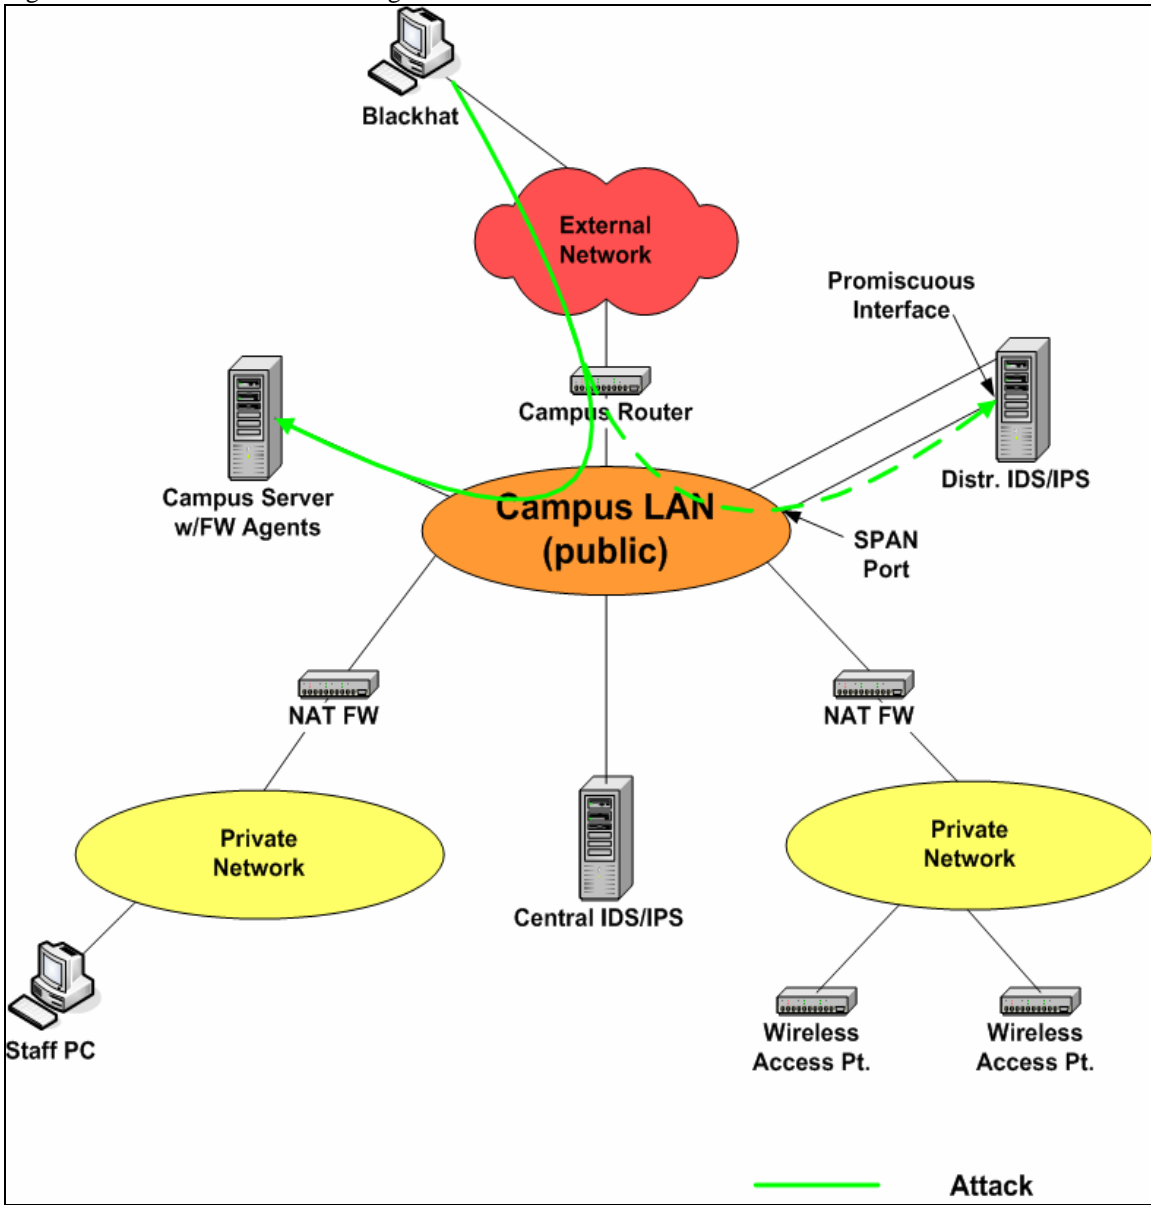 Blackhat
External
Network
Promiscuous
Interface
Campus Router
Distr. IDS/IPS
Campus Server
w/FW Agents
Campus LAN
(public)
SPAN
Port
NAT FW
NAT FW
Private
Network
Private
Network
Central IDS/IPS
Staff PC
Wireless
Access Pt.
Wireless
Access Pt.
Attack